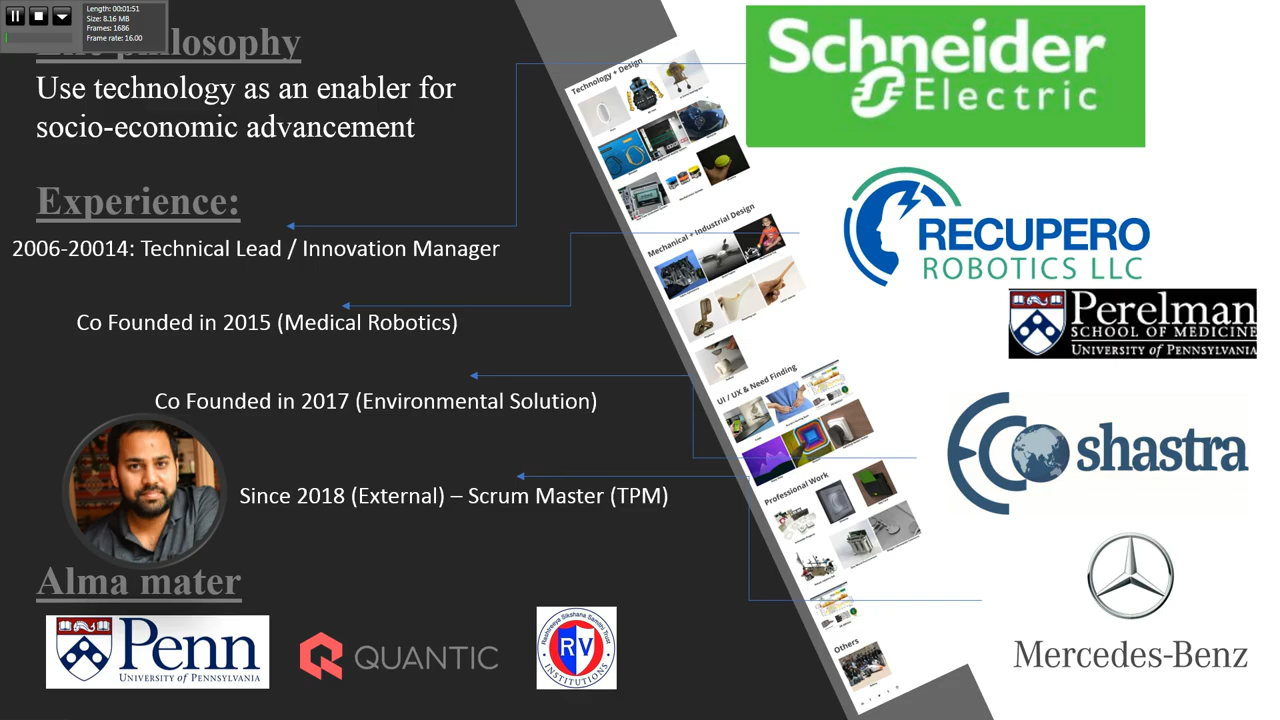 Length: 00:01:51
Size: 8.16 MB
Frames: 1686
Frame rate: 16.00
philosophy
Use technology as an enabler for
socio-economic advancement
Experience:
2006-20014: Technical Lead / Innovation Manager
Co Founded in 2015 (Medical Robotics)
Co Founded in 2017 (Environmental Solution)
Since 2018 (External) – Scrum Master (TPM)
Alma mater
Penn
UNIVERSITY of PENNSYLVANIA
QUANTIC
Rashtreeya Sikshana Samithi Trust
RV
INSTITUTIONS
Technology + Design
Mechanical + Industrial Design
UI / UX & Need Finding
Professional Work
Others
Schneider
Electric
RECUPERO
ROBOTICS LLC
Perelman
SCHOOL OF MEDICINE
UNIVERSITY of PENNSYLVANIA
ECO shastra
Mercedes-Benz